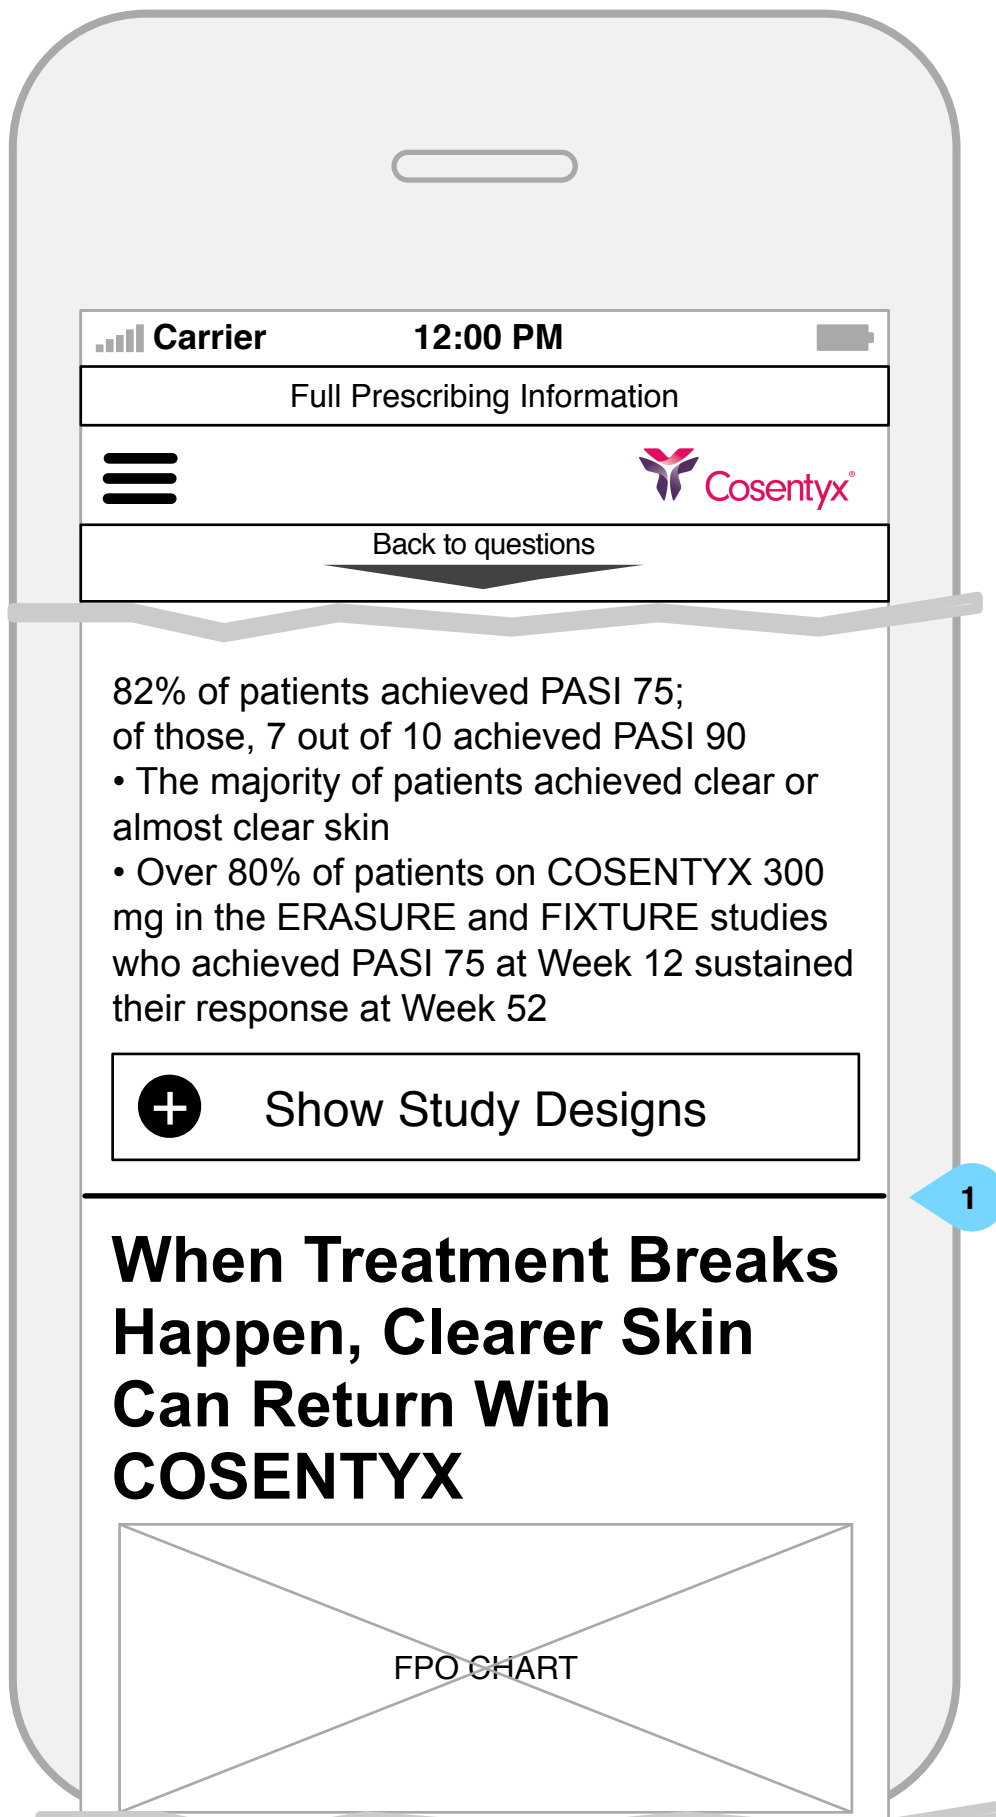 Carrier 12:00 PM
Full Prescribing Information
Cosentyx®
Back to questions
82% of patients achieved PASI 75;
of those, 7 out of 10 achieved PASI 90
• The majority of patients achieved clear or
almost clear skin
• Over 80% of patients on COSENTYX 300
mg in the ERASURE and FIXTURE studies
who achieved PASI 75 at Week 12 sustained
their response at Week 52
+ Show Study Designs
1
When Treatment Breaks
Happen, Clearer Skin
Can Return With
COSENTYX
FPO CHART